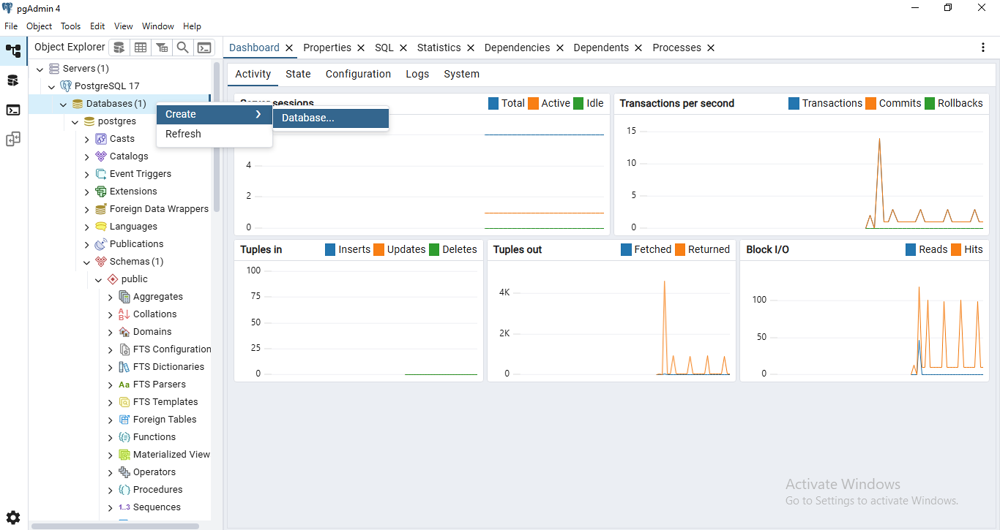 pgAdmin 4
File Object Tools Edit View Window Help
Object Explorer
Dashboard Properties SQL Statistics Dependencies Dependents Processes
Servers (1)
PostgreSQL 17
Databases (1)
postgres
Casts
Catalogs
Event Triggers
Extensions
Foreign Data Wrappers
Languages
Publications
Schemas (1)
public
Aggregates
Collations
Domains
FTS Configuration
FTS Dictionaries
Aa FTS Parsers
FTS Templates
Foreign Tables
Functions
Materialized View
Operators
Procedures
1..3 Sequences
Create
Refresh
Database...
Activity State Configuration Logs System
sessions Total Active Idle
4
2
0
Transactions per second Transactions Commits Rollbacks
15
10
5
0
Tuples in Inserts Updates Deletes
100
75
50
25
0
Tuples out Fetched Returned
4K
2K
0
Block I/O Reads Hits
100
50
0
Activate Windows
Go to Settings to activate Windows.